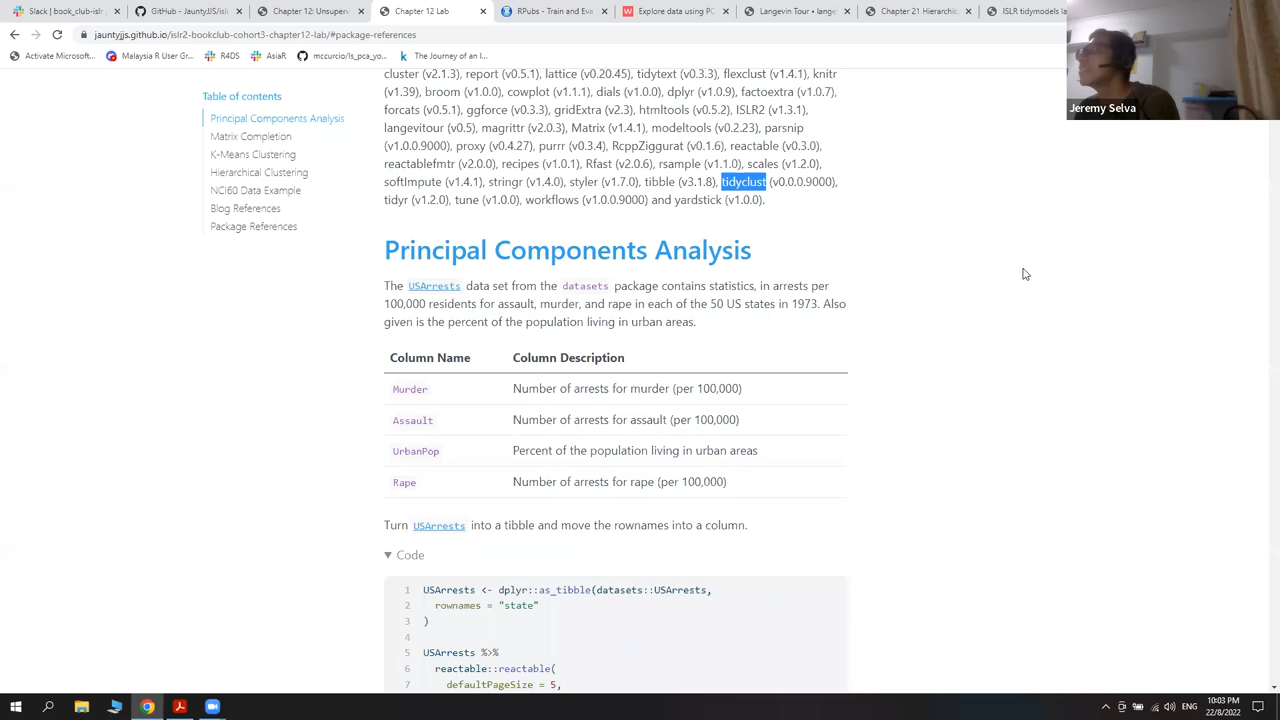 Slack | book_club-islr
GitHub - JauntyJJS/isl
Chapter 12: Unsuperv
Chapter 12 Lab
RPubs - Train and Eva
Explore data using PC
Langevin Tour • lange
Chapter 21 Hierarchic
ISLR tidymodels la
jauntyjjs.github.io/islr2-bookclub-cohort3-chapter12-lab/#package-references
Activate Microsoft...
Malaysia R User Gr...
R4DS
AsiaR
mccurcio/Is_pca_yo...
The Journey of an I...
Jeremy Selva
Table of contents
Principal Components Analysis
Matrix Completion
K-Means Clustering
Hierarchical Clustering
NCI60 Data Example
Blog References
Package References
cluster (v2.1.3), report (v0.5.1), lattice (v0.20.45), tidytext (v0.3.3), flexclust (v1.4.1), knitr
(v1.39), broom (v1.0.0), cowplot (v1.1.1), dials (v1.0.0), dplyr (v1.0.9), factoextra (v1.0.7),
forcats (v0.5.1), ggforce (v0.3.3), gridExtra (v2.3), htmltools (v0.5.2), ISLR2 (v1.3.1),
langevitour (v0.5), magrittr (v2.0.3), Matrix (v1.4.1), modeltools (v0.2.23), parsnip
(v1.0.0.9000), proxy (v0.4.27), purrr (v0.3.4), RcppZiggurat (v0.1.6), reactable (v0.3.0),
reactablefmtr (v2.0.0), recipes (v1.0.1), Rfast (v2.0.6), rsample (v1.1.0), scales (v1.2.0),
softImpute (v1.4.1), stringr (v1.4.0), styler (v1.7.0), tibble (v3.1.8), tidyclust (v0.0.0.9000),
tidyr (v1.2.0), tune (v1.0.0), workflows (v1.0.0.9000) and yardstick (v1.0.0).
Principal Components Analysis
The USArrests data set from the datasets package contains statistics, in arrests per
100,000 residents for assault, murder, and rape in each of the 50 US states in 1973. Also
given is the percent of the population living in urban areas.
Column Name Column Description
Murder Number of arrests for murder (per 100,000)
Assault Number of arrests for assault (per 100,000)
UrbanPop Percent of the population living in urban areas
Rape Number of arrests for rape (per 100,000)
Turn USArrests into a tibble and move the rownames into a column.
Code
1 USArrests <- dplyr::as_tibble(datasets::USArrests,
2 rownames = "state"
3 )
4
5 USArrests %>%
6 reactable::reactable(
7 defaultPageSize = 5,
ENG
10:03 PM
22/8/2022